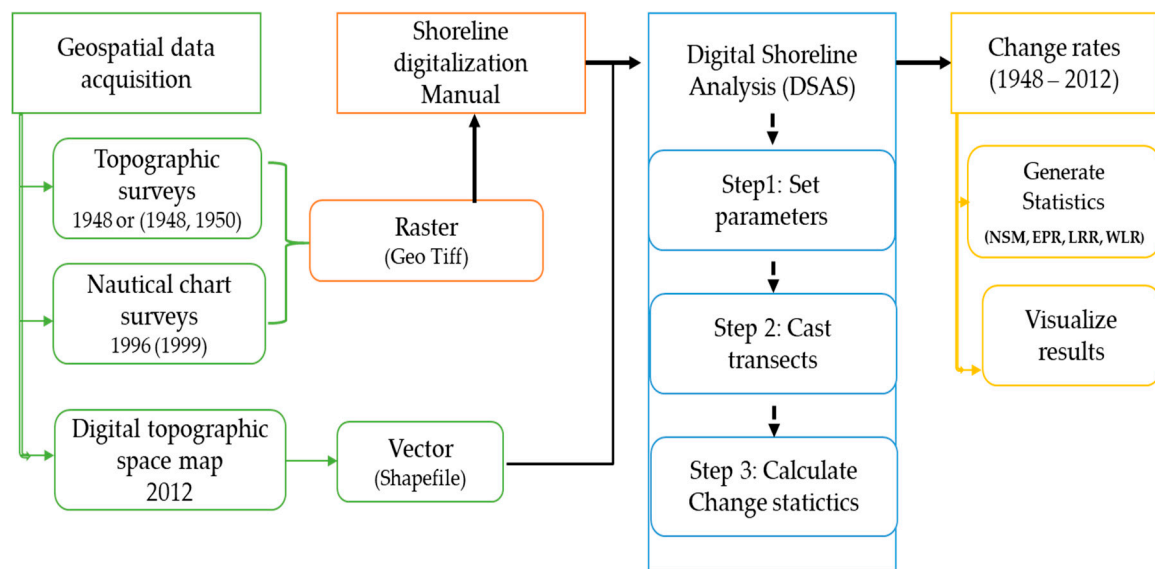 Geospatial data
acquisition
Topographic
surveys
1948 or (1948, 1950)
Nautical chart
surveys
1996 (1999)
Digital topographic
space map
2012
Shoreline
digitalization
Manual
Raster
(Geo Tiff)
Vector
(Shapefile)
Digital Shoreline
Analysis (DSAS)
Step1: Set
parameters
Step 2: Cast
transects
Step 3: Calculate
Change statictics
Change rates
(1948 – 2012)
Generate
Statistics
(NSM, EPR, LRR, WLR)
Visualize
results